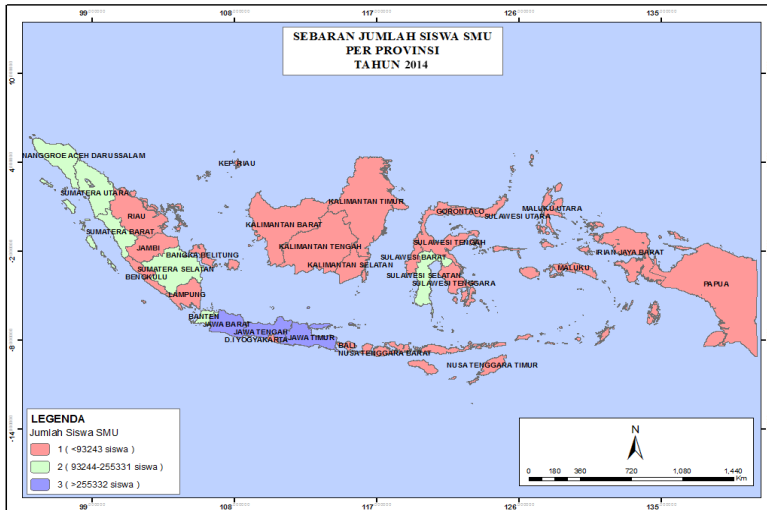 99 108 117 126 135
SEBARAN JUMLAH SISWA SMU
PER PROVINSI
TAHUN 2014
10
4
-2
-8
-14
NANGGROE ACEH DARUSSALAM
KEP. RIAU
SUMATERA UTARA
RIAU
SUMATERA BARAT
JAMBI
BANGKA BELITUNG
SUMATERA SELATAN
BENGKULU
LAMPUNG
BANTEN
JAWA BARAT
JAWA TENGAH
D.I YOGYAKARTA
JAWA TIMUR
BALI
NUSA TENGGARA BARAT
NUSA TENGGARA TIMUR
KALIMANTAN TIMUR
KALIMANTAN BARAT
KALIMANTAN TENGAH
KALIMANTAN SELATAN
GORONTALO
SULAWESI UTARA
SULAWESI TENGAH
SULAWESI BARAT
SULAWESI SELATAN
SULAWESI TENGGARA
MALUKU UTARA
MALUKU
IRIAN JAYA BARAT
PAPUA
LEGENDA
Jumlah Siswa SMU
1 ( <93243 siswa )
2 ( 93244-255331 siswa )
3 ( >255332 siswa )
N
0 180 360 720 1,080 1,440
Km
99 108 117 126 135